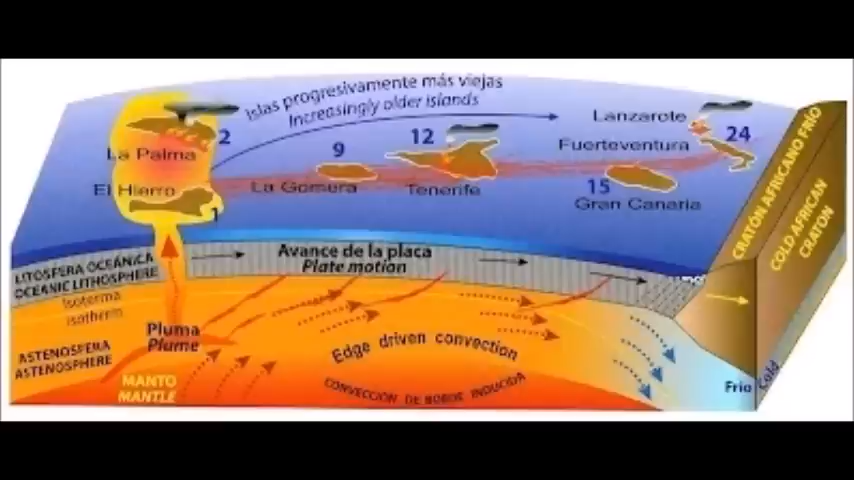 Islas progresivamente más viejas
Increasingly older islands
Lanzarote
2
12
24
La Palma
9
Fuerteventura
El Hierro
La Gomera
Tenerife
15
1
Gran Canaria
CRATÓN AFRICANO FRÍO
COLD AFRICAN
CRATON
Avance de la placa
Plate motion
LITOSFERA OCEÁNICA
OCEANIC LITHOSPHERE
Isoterma
isotherm
Pluma
Plume
ASTENOSFERA
ASTENOSPHERE
Edge driven convection
MANTO
MANTLE
CONVECCIÓN DE BORDE INDUCIDA
Frío
Cold